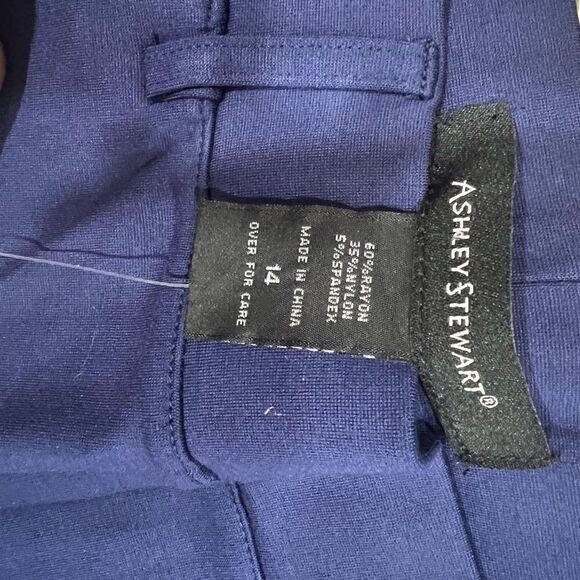 ASHLEY STEWART®
60%RAYON
35%NYLON
5%SPANDEX
MADE IN CHINA
14
OVER FOR CARE